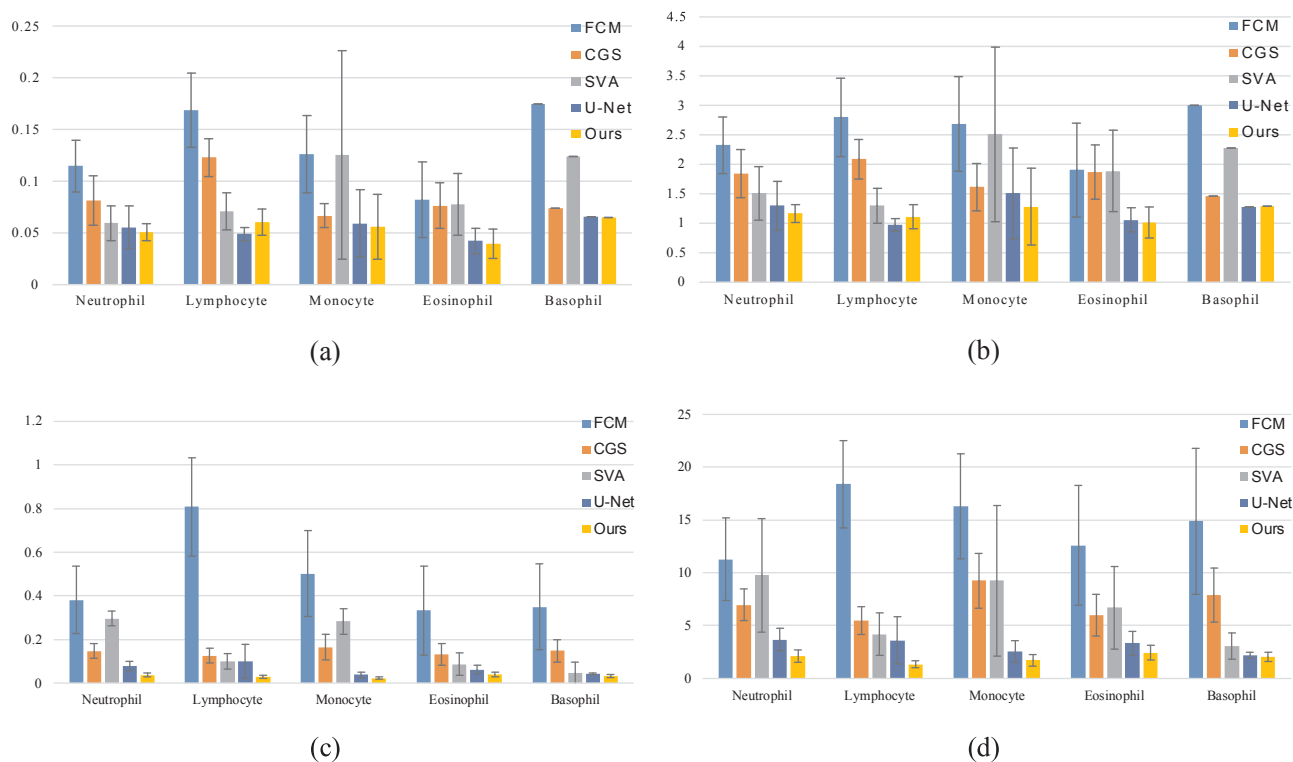 0.25
0.2
0.15
0.1
0.05
0
FCM
CGS
SVA
U-Net
Ours
Neutrophil Lymphocyte Monocyte Eosinophil Basophil
(a)
4.5
4
3.5
3
2.5
2
1.5
1
0.5
0
FCM
CGS
SVA
U-Net
Ours
Neutrophil Lymphocyte Monocyte Eosinophil Basophil
(b)
1.2
1
0.8
0.6
0.4
0.2
0
FCM
CGS
SVA
U-Net
Ours
Neutrophil Lymphocyte Monocyte Eosinophil Basophil
(c)
25
20
15
10
5
0
FCM
CGS
SVA
U-Net
Ours
Neutrophil Lymphocyte Monocyte Eosinophil Basophil
(d)